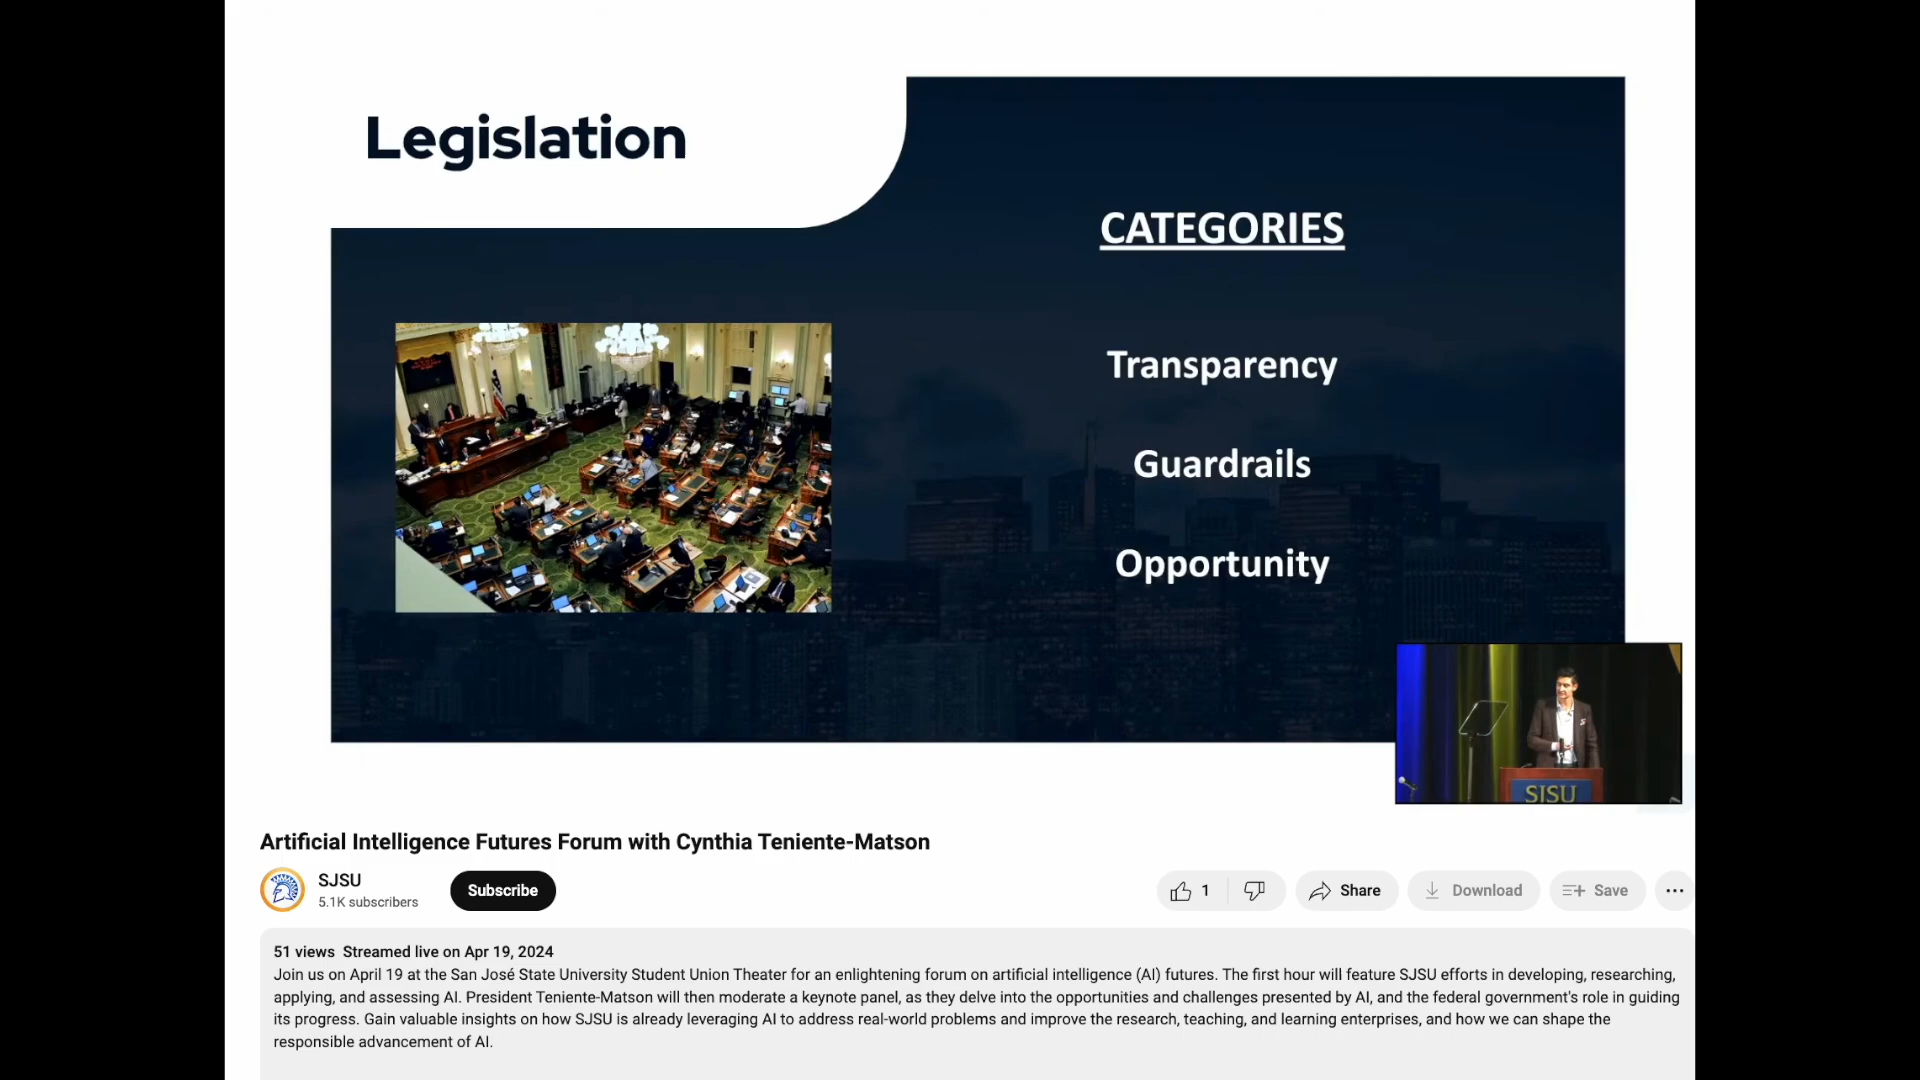 Legislation
CATEGORIES
Transparency
Guardrails
Opportunity
SJSU
Artificial Intelligence Futures Forum with Cynthia Teniente-Matson
SJSU
5.1K subscribers
Subscribe
1
Share
Download
Save
51 views Streamed live on Apr 19, 2024
Join us on April 19 at the San José State University Student Union Theater for an enlightening forum on artificial intelligence (AI) futures. The first hour will feature SJSU efforts in developing, researching,
applying, and assessing AI. President Teniente-Matson will then moderate a keynote panel, as they delve into the opportunities and challenges presented by AI, and the federal government's role in guiding
its progress. Gain valuable insights on how SJSU is already leveraging AI to address real-world problems and improve the research, teaching, and learning enterprises, and how we can shape the
responsible advancement of AI.